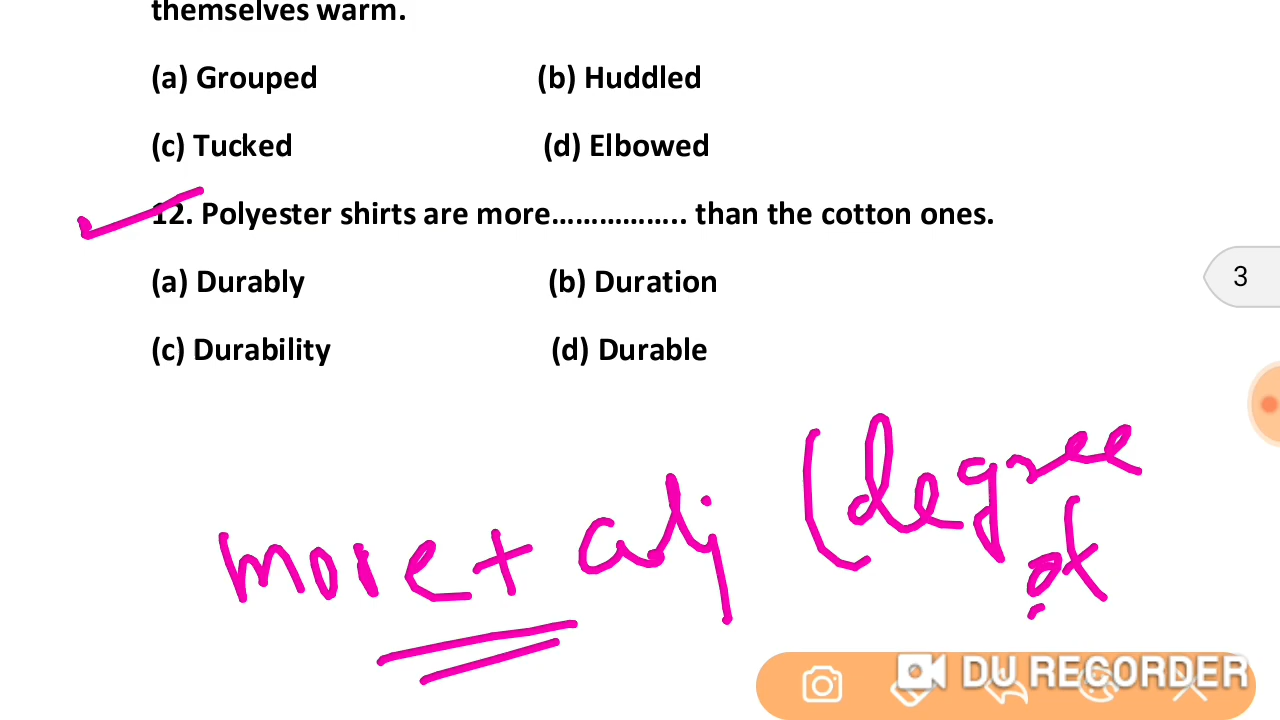 themselves warm.
(a) Grouped (b) Huddled
(c) Tucked (d) Elbowed
12. Polyester shirts are more................ than the cotton ones.
3
(a) Durably (b) Duration
(c) Durability (d) Durable
more + adj (degree
of
DU RECORDER